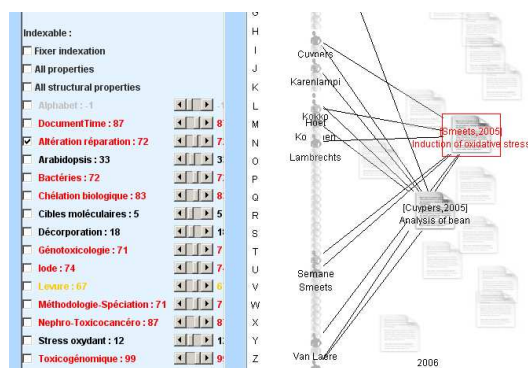 G
Indexable :
H
Fixer indexation
I
All properties
J
All structural properties
K
Alphabet : -1
L
DocumentTime : 87
M
Altération réparation : 72
N
Arabidopsis : 33
O
Bactéries : 72
P
Chélation biologique : 83
Q
Cibles moléculaires : 5
R
Décorporation : 18
S
Génotoxicologie : 71
T
Iode : 74
U
Levure : 67
V
Méthodologie-Spéciation : 71
W
Nephro-Toxicocancéro : 87
X
Stress oxydant : 12
Y
Toxicogénomique : 99
Z
Cuypers
Karenlampi
Kokko
Hoet
Lambrechts
[Smeets,2005]
Induction of oxidative stress
[Cuypers,2005]
Analysis of bean
Semane
Smeets
Van Laere
2006